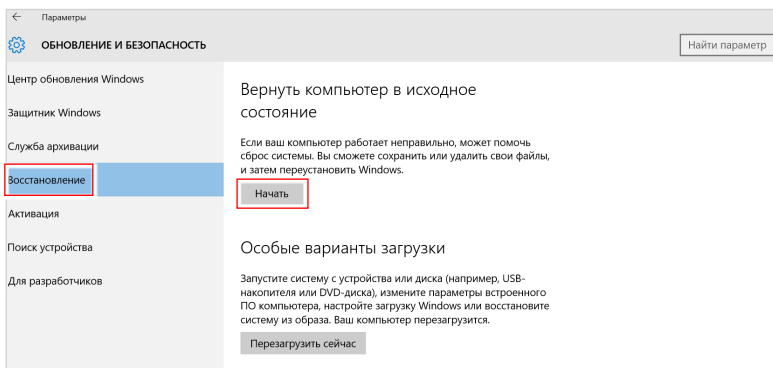 Параметры
ОБНОВЛЕНИЕ И БЕЗОПАСНОСТЬ
Найти параметр
Центр обновления Windows
Защитник Windows
Служба архивации
Восстановление
Активация
Поиск устройства
Для разработчиков
Вернуть компьютер в исходное
состояние
Если ваш компьютер работает неправильно, может помочь
сброс системы. Вы сможете сохранить или удалить свои файлы,
и затем переустановить Windows.
Начать
Особые варианты загрузки
Запустите систему с устройства или диска (например, USB-
накопителя или DVD-диска), измените параметры встроенного
ПО компьютера, настройте загрузку Windows или восстановите
систему из образа. Ваш компьютер перезагрузится.
Перезагрузить сейчас